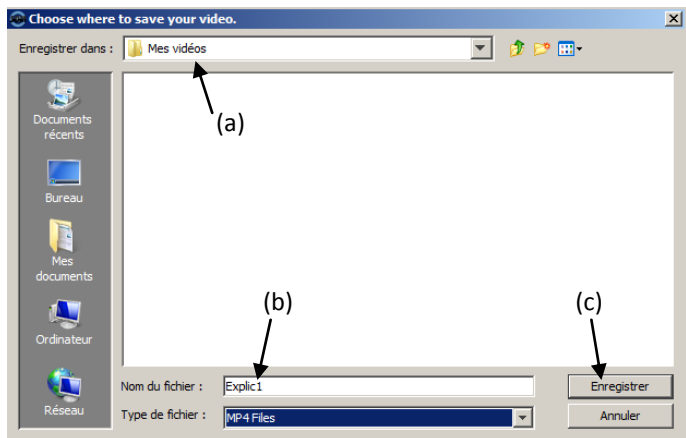 Choose where to save your video.
Enregistrer dans :
Mes vidéos
(a)
Documents
récents
Bureau
Mes
documents
Ordinateur
Réseau
(b)
(c)
Nom du fichier :
Explic1
Enregistrer
Type de fichier :
MP4 Files
Annuler